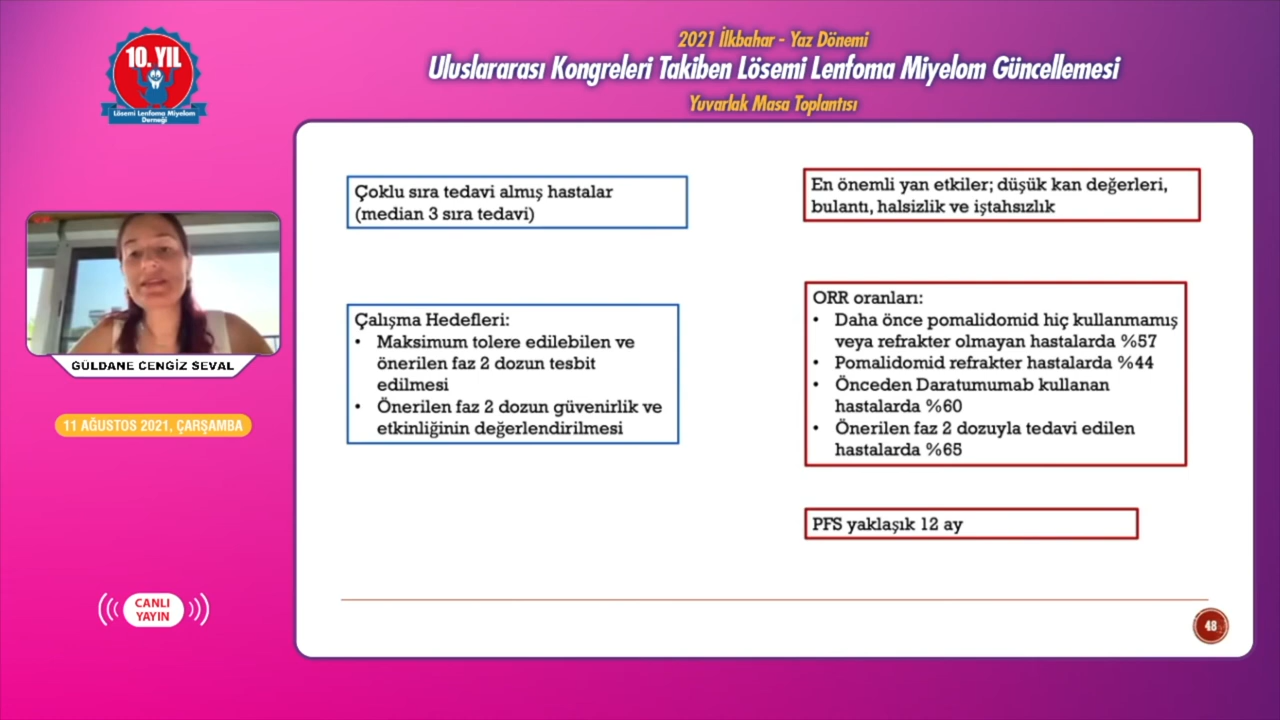 10. YIL
Lösemi Lenfoma Miyelom
Derneği
2021 İlkbahar - Yaz Dönemi
Uluslararası Kongreleri Takiben Lösemi Lenfoma Miyelom Güncellemesi
Yuvarlak Masa Toplantısı
GÜLDANE CENGİZ SEVAL
11 AĞUSTOS 2021, ÇARŞAMBA
CANLI
YAYIN
Çoklu sıra tedavi almış hastalar
(median 3 sıra tedavi)
Çalışma Hedefleri:
• Maksimum tolere edilebilen ve
önerilen faz 2 dozun tesbit
edilmesi
• Önerilen faz 2 dozun güvenirlik ve
etkinliğinin değerlendirilmesi
En önemli yan etkiler; düşük kan değerleri,
bulantı, halsizlik ve iştahsızlık
ORR oranları:
• Daha önce pomalidomid hiç kullanmamış
veya refrakter olmayan hastalarda %57
• Pomalidomid refrakter hastalarda %44
• Önceden Daratumumab kullanan
hastalarda %60
• Önerilen faz 2 dozuyla tedavi edilen
hastalarda %65
PFS yaklaşık 12 ay
48